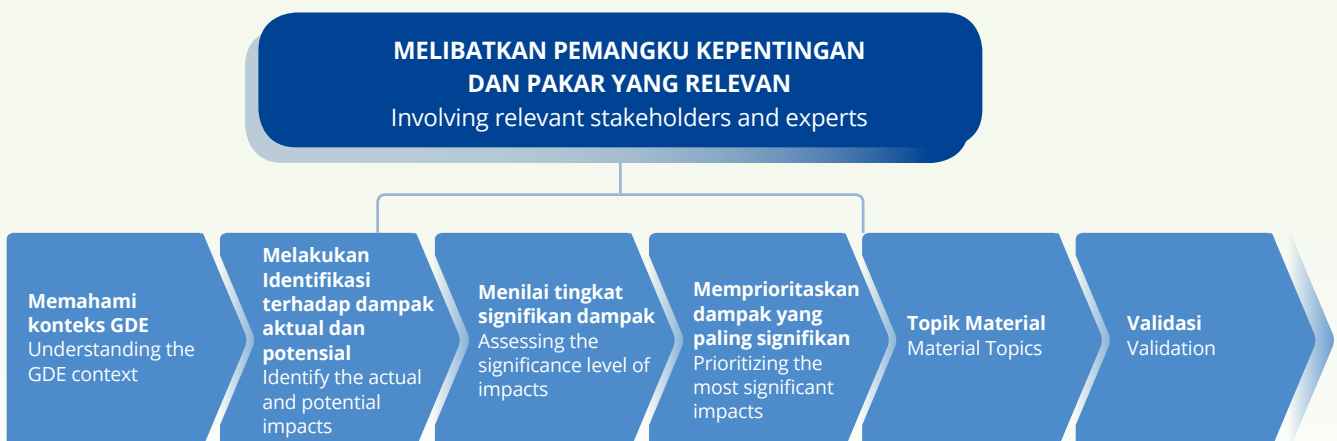 MELIBATKAN PEMANGKU KEPENTINGAN
DAN PAKAR YANG RELEVAN
Involving relevant stakeholders and experts
Memahami
konteks GDE
Understanding the
GDE context
Melakukan
Identifikasi
terhadap dampak
aktual dan
potensial
Identify the actual
and potential
impacts
Menilai tingkat
signifikan dampak
Assessing the
significance level of
impacts
Memprioritaskan
dampak yang
paling signifikan
Prioritizing the
most significant
impacts
Topik Material
Material Topics
Validasi
Validation